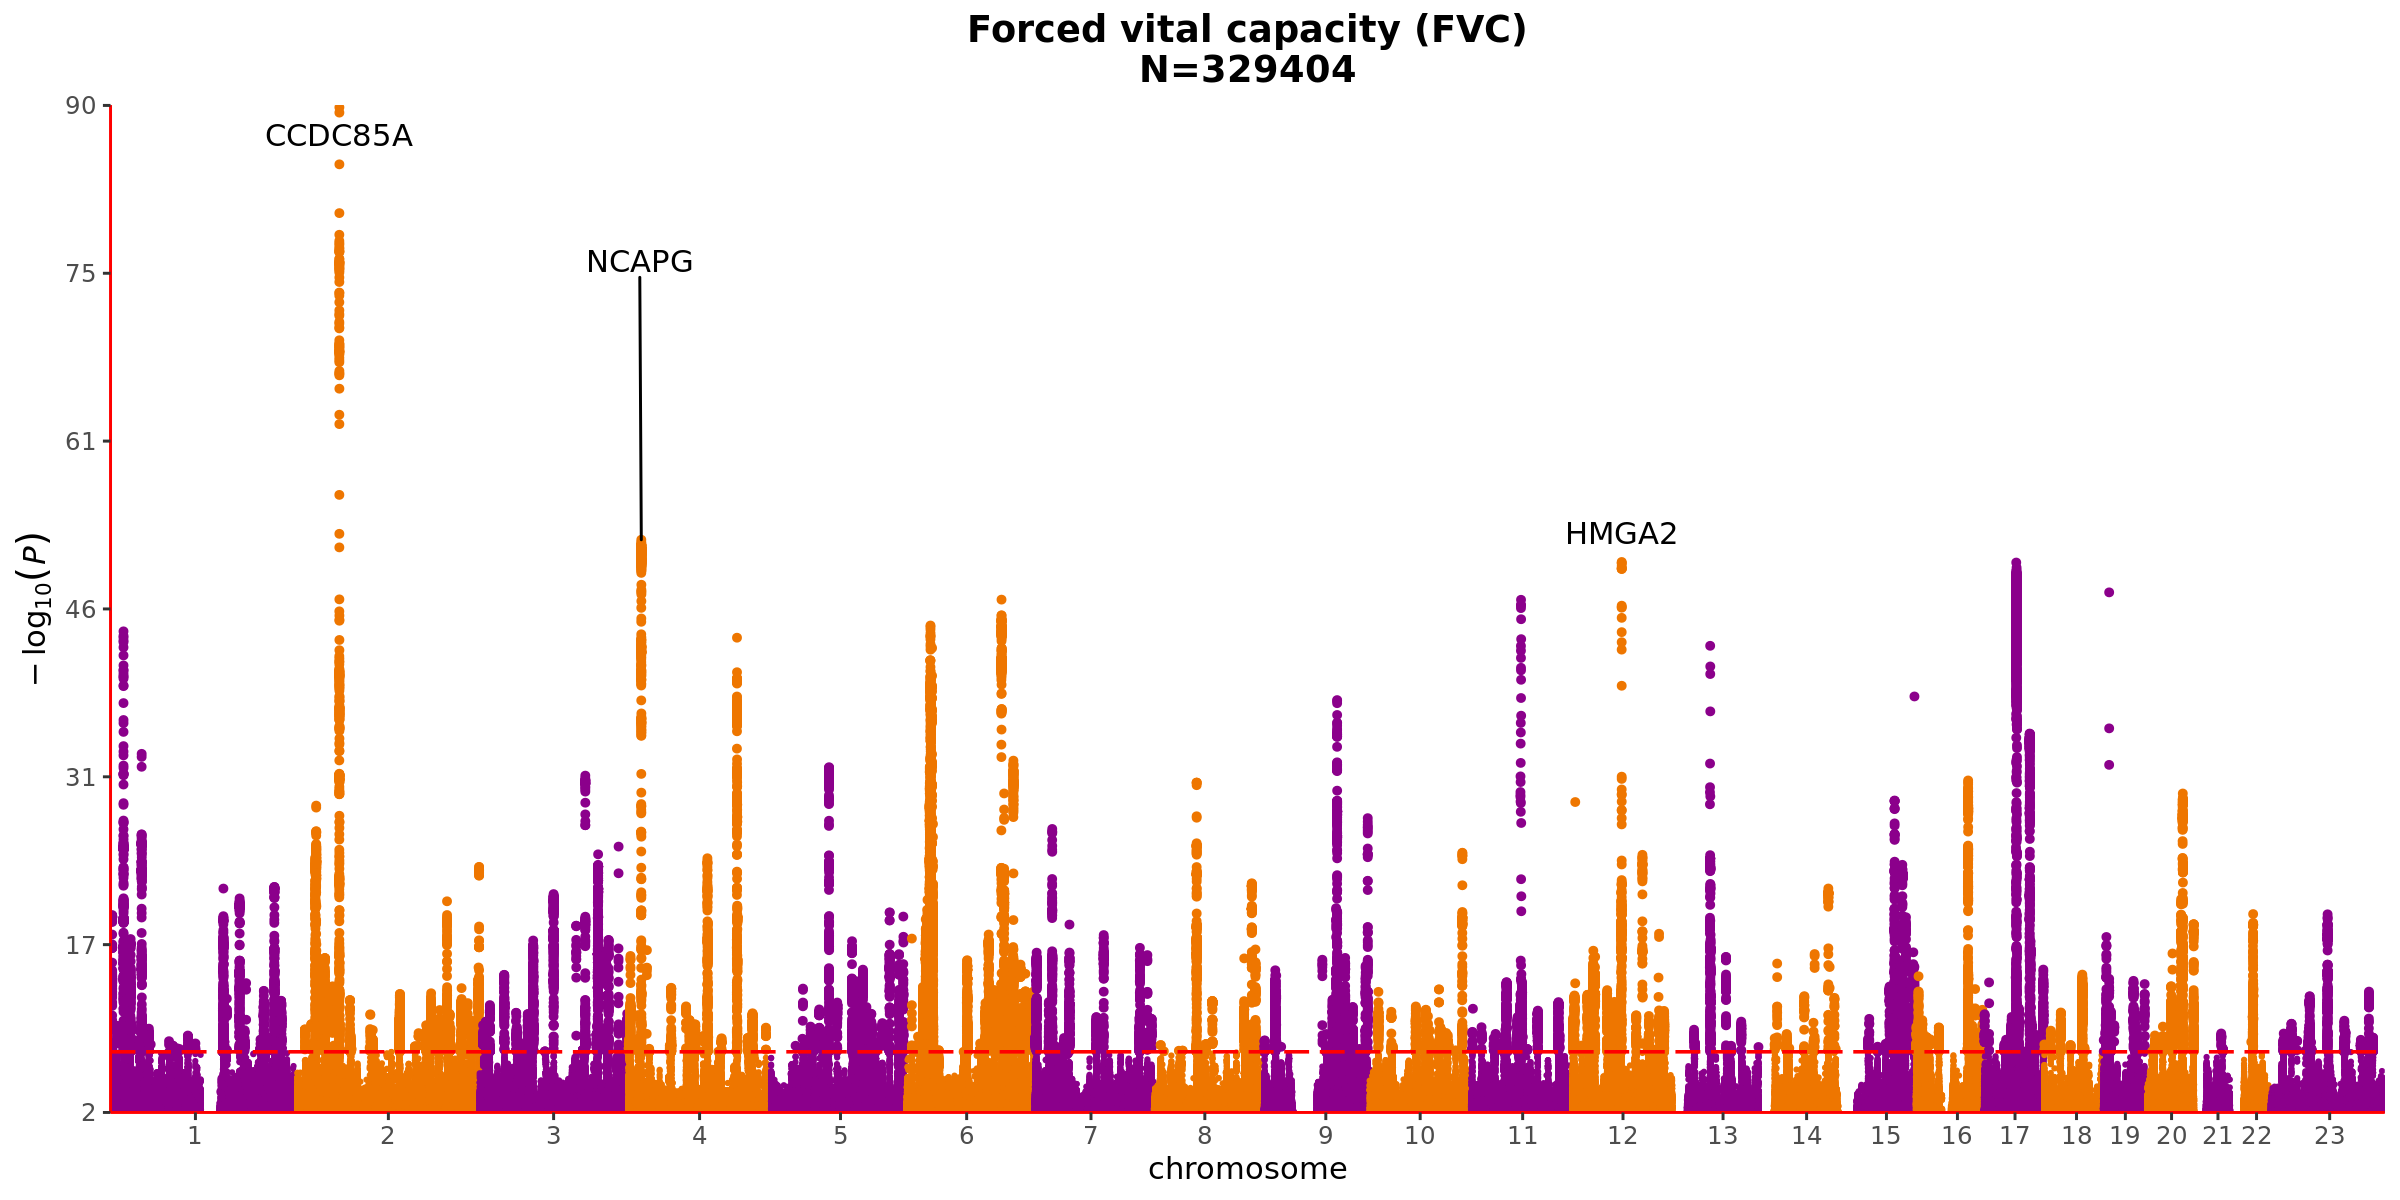 Forced vital capacity (FVC)
N=329404
90
CCDC85A
75
NCAPG
61
HMGA2
46
31
17
2
− log10(P)
1 2 3 4 5 6 7 8 9 10 11 12 13 14 15 16 17 18 19 20 21 22 23
chromosome